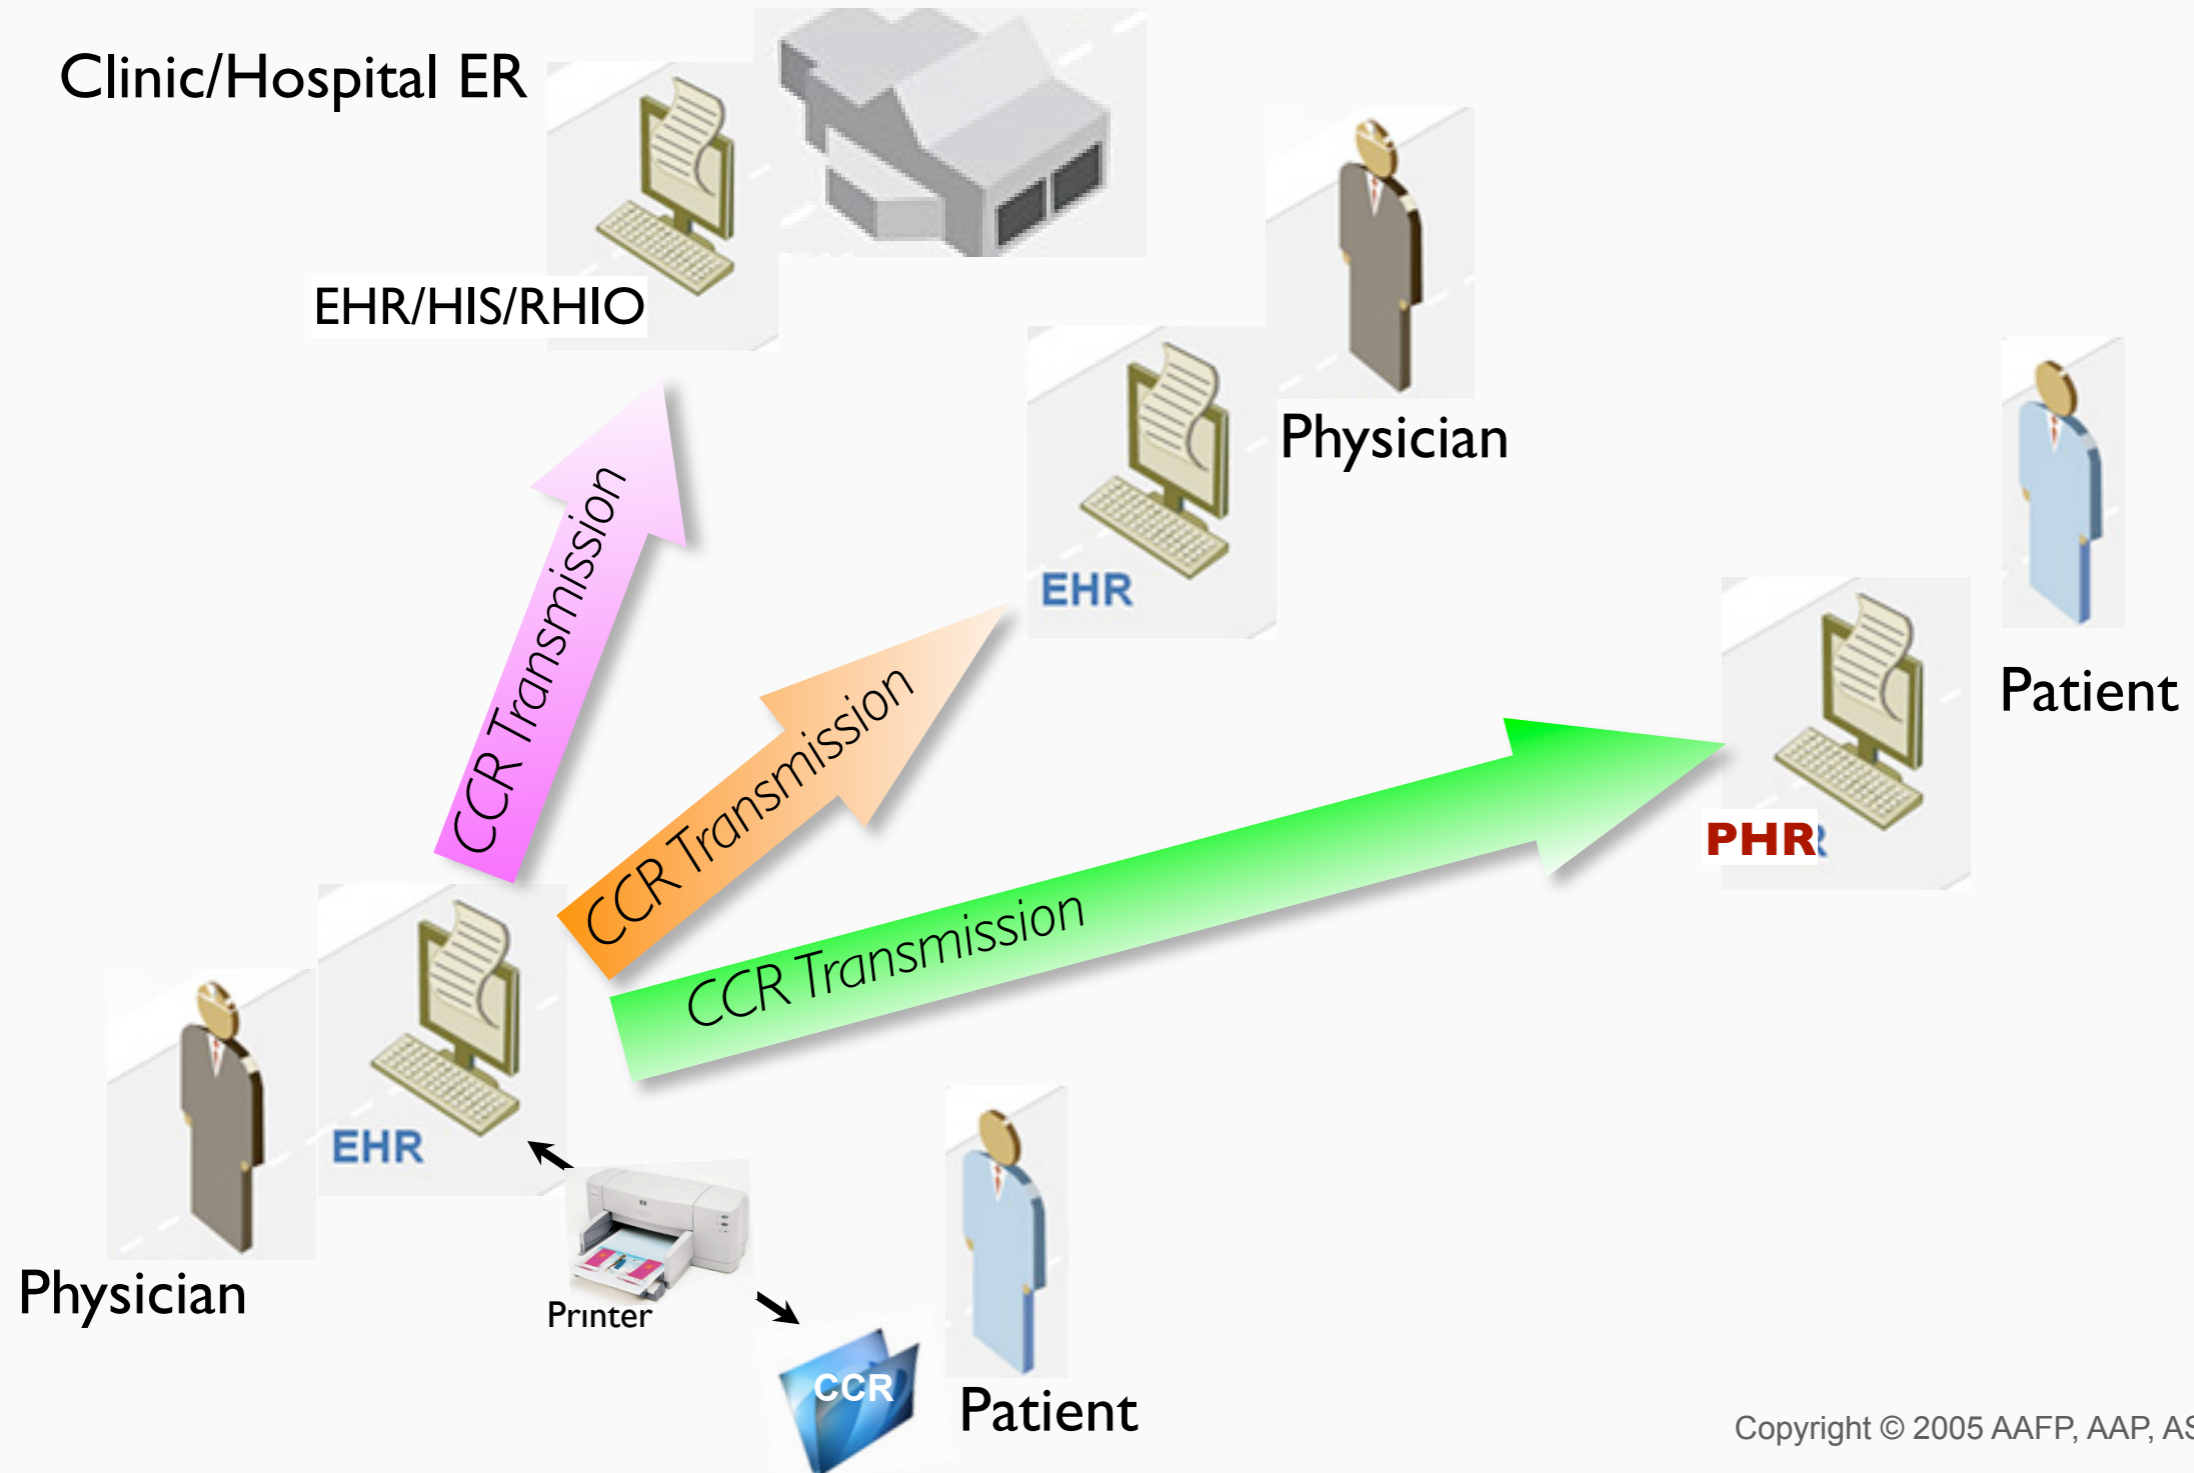 Clinic/Hospital ER
EHR/HIS/RHIO
Physician
EHR
Patient
PHR
CCR Transmission
CCR Transmission
CCR Transmission
EHR
Physician
Printer
CCR
Patient
Copyright © 2005 AAFP, AAP, AS